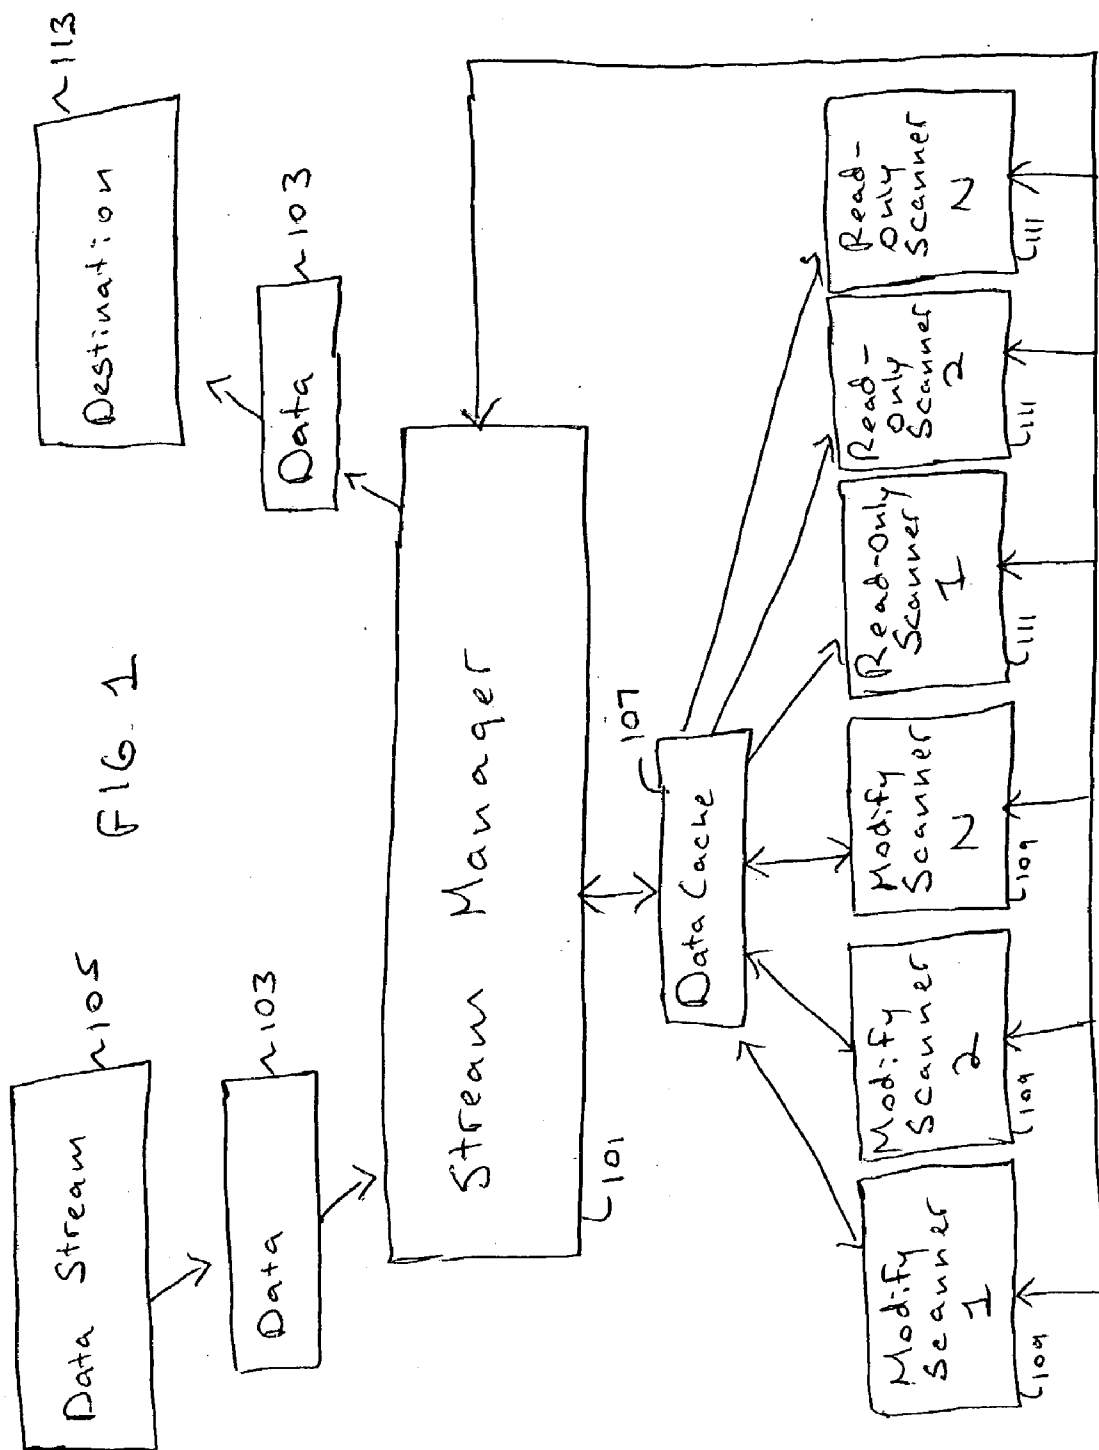 FIG. 1
Data Stream
~105
Data
~103
Destination
~113
Data
~103
Stream Manager
101
Data Cache
107
Modify
Scanner
1
109
Modify
Scanner
2
109
Modify
Scanner
N
109
Read-Only
Scanner
1
111
Read-
Only
Scanner
2
111
Read-
Only
Scanner
N
111